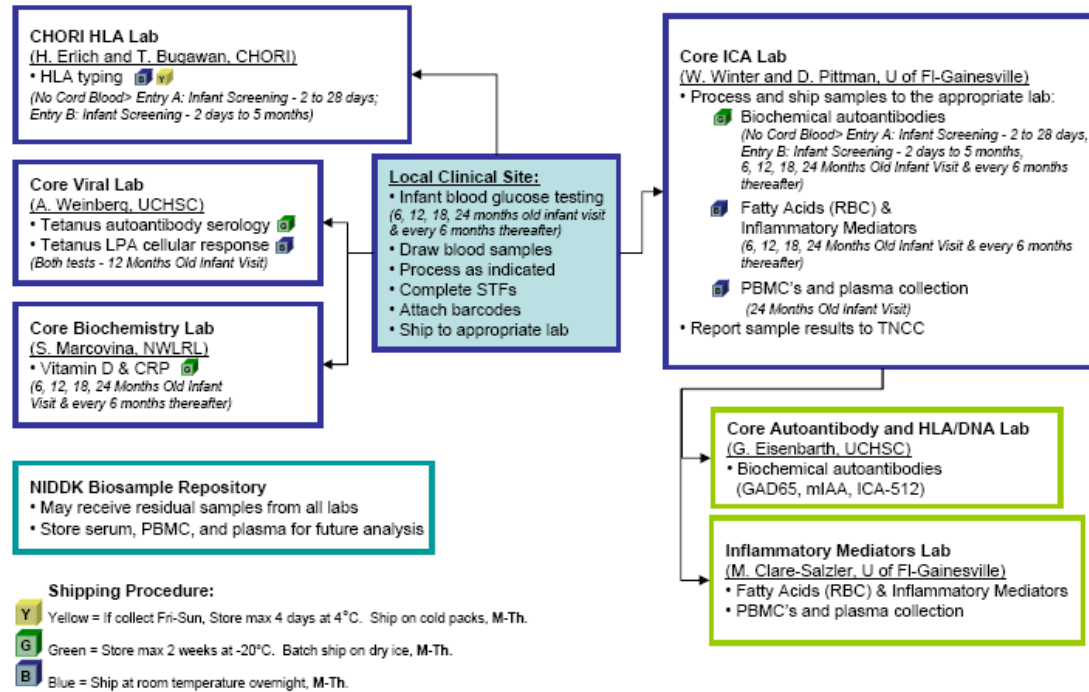 CHORI HLA Lab
(H. Erlich and T. Bugawan, CHORI)
• HLA typing B Y
(No Cord Blood> Entry A: Infant Screening - 2 to 28 days;
Entry B: Infant Screening - 2 days to 5 months)
Core Viral Lab
(A. Weinberg, UCHSC)
• Tetanus autoantibody serology G
• Tetanus LPA cellular response B
(Both tests - 12 Months Old Infant Visit)
Core Biochemistry Lab
(S. Marcovina, NWLRL)
• Vitamin D & CRP G
(6, 12, 18, 24 Months Old Infant
Visit & every 6 months thereafter)
Local Clinical Site:
• Infant blood glucose testing
(6, 12, 18, 24 months old infant visit
& every 6 months thereafter)
• Draw blood samples
• Process as indicated
• Complete STFs
• Attach barcodes
• Ship to appropriate lab
Core ICA Lab
(W. Winter and D. Pittman, U of Fl-Gainesville)
• Process and ship samples to the appropriate lab:
G Biochemical autoantibodies
(No Cord Blood> Entry A: Infant Screening - 2 to 28 days,
Entry B: Infant Screening - 2 days to 5 months,
6, 12, 18, 24 Months Old Infant Visit & every 6 months
thereafter)
B Fatty Acids (RBC) &
Inflammatory Mediators
(6, 12, 18, 24 Months Old Infant Visit & every 6 months
thereafter)
B PBMC's and plasma collection
(24 Months Old Infant Visit)
• Report sample results to TNCC
Core Autoantibody and HLA/DNA Lab
(G. Eisenbarth, UCHSC)
• Biochemical autoantibodies
(GAD65, mIAA, ICA-512)
Inflammatory Mediators Lab
(M. Clare-Salzler, U of Fl-Gainesville)
• Fatty Acids (RBC) & Inflammatory Mediators
• PBMC's and plasma collection
NIDDK Biosample Repository
• May receive residual samples from all labs
• Store serum, PBMC, and plasma for future analysis
Shipping Procedure:
Y Yellow = If collect Fri-Sun, Store max 4 days at 4°C. Ship on cold packs, M-Th.
G Green = Store max 2 weeks at -20°C. Batch ship on dry ice, M-Th.
B Blue = Ship at room temperature overnight, M-Th.